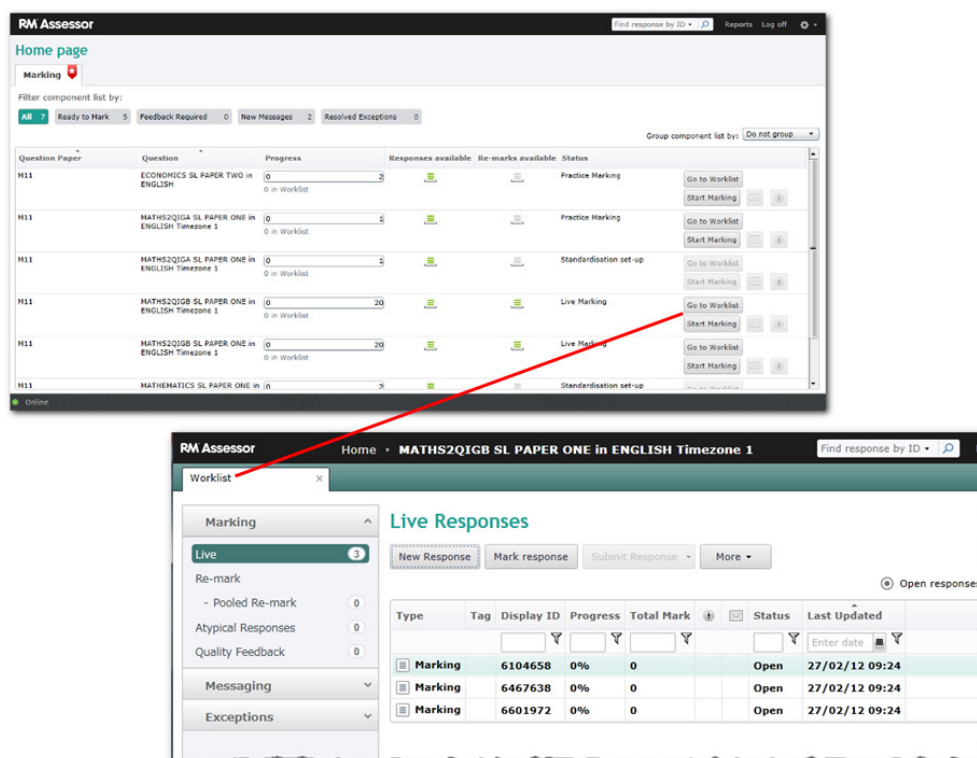 RM Assessor Find response by ID Reports Log off
Home page
Marking
Filter component list by:
All 7 Ready to Mark 5 Feedback Required 0 New Messages 2 Resolved Exceptions 0
Group component list by: Do not group
Question Paper Question Progress Responses available Re-marks available Status
M11 ECONOMICS SL PAPER TWO in 0 2 Practice Marking Go to Worklist
ENGLISH 0 in Worklist Start Marking
M11 MATHS2QIGA SL PAPER ONE in 0 1 Practice Marking Go to Worklist
ENGLISH Timezone 1 0 in Worklist Start Marking
M11 MATHS2QIGA SL PAPER ONE in 0 1 Standardisation set-up Go to Worklist
ENGLISH Timezone 1 0 in Worklist Start Marking
M11 MATHS2QIGB SL PAPER ONE in 0 20 Live Marking Go to Worklist
ENGLISH Timezone 1 0 in Worklist Start Marking
M11 MATHS2QIGB SL PAPER ONE in 0 20 Live Marking Go to Worklist
ENGLISH Timezone 1 0 in Worklist Start Marking
M11 MATHEMATICS SL PAPER ONE in 0 2 Standardisation set-up Go to Worklist
Online
RM Assessor Home MATHS2QIGB SL PAPER ONE in ENGLISH Timezone 1 Find response by ID
Worklist ×
Marking
Live 3
Re-mark
- Pooled Re-mark 0
Atypical Responses 0
Quality Feedback 0
Messaging
Exceptions
Live Responses
New Response Mark response Submit Response More
Open responses
Type Tag Display ID Progress Total Mark Status Last Updated
Enter date
Marking 6104658 0% 0 Open 27/02/12 09:24
Marking 6467638 0% 0 Open 27/02/12 09:24
Marking 6601972 0% 0 Open 27/02/12 09:24